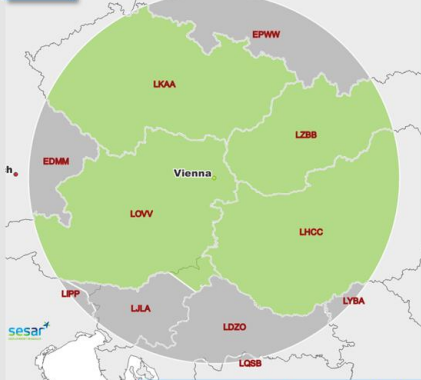 EPWW
LKAA
LZBB
EDMM
h
Vienna
LOVV
LHCC
LIPP
LYBA
LJLA
LDZO
sesar
LQSB